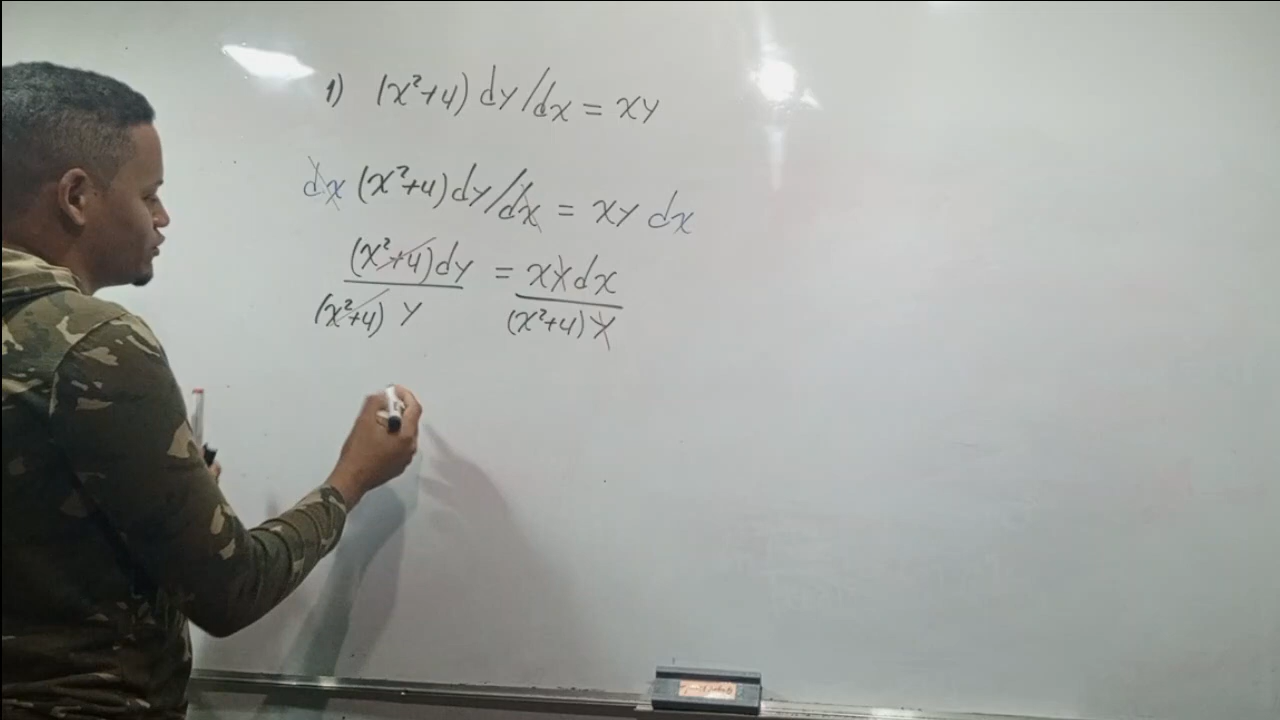 1) (x²+4) dy/dx = xy
dx (x²+4) dy/dx = xy dx
(x²+4) dy / (x²+4) y = xy dx / (x²+4) y